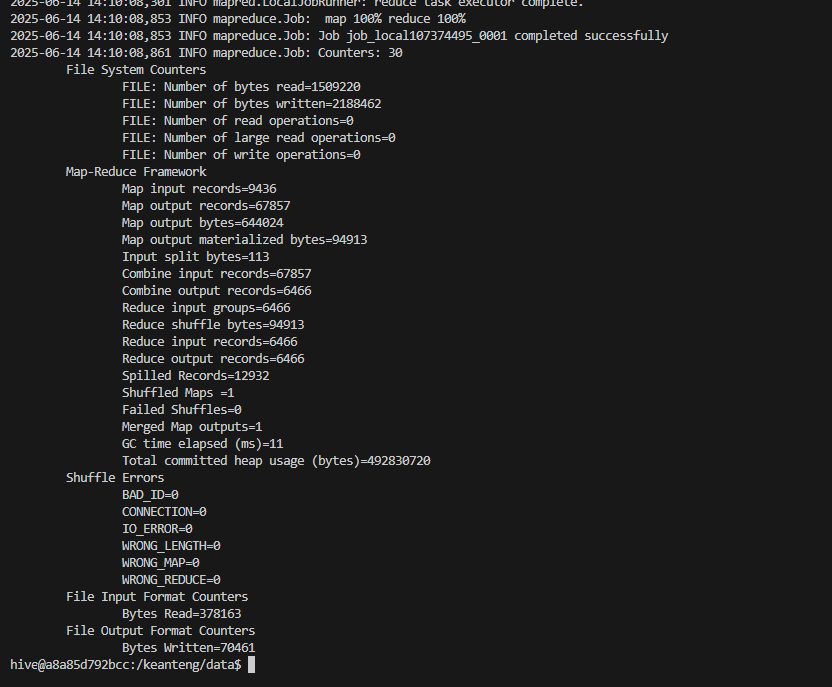 2025-06-14 14:10:08,301 INFO mapred.LocalJobRunner: reduce task executor complete.
2025-06-14 14:10:08,853 INFO mapreduce.Job:  map 100% reduce 100%
2025-06-14 14:10:08,853 INFO mapreduce.Job: Job job_local107374495_0001 completed successfully
2025-06-14 14:10:08,861 INFO mapreduce.Job: Counters: 30
File System Counters
FILE: Number of bytes read=1509220
FILE: Number of bytes written=2188462
FILE: Number of read operations=0
FILE: Number of large read operations=0
FILE: Number of write operations=0
Map-Reduce Framework
Map input records=9436
Map output records=67857
Map output bytes=644024
Map output materialized bytes=94913
Input split bytes=113
Combine input records=67857
Combine output records=6466
Reduce input groups=6466
Reduce shuffle bytes=94913
Reduce input records=6466
Reduce output records=6466
Spilled Records=12932
Shuffled Maps =1
Failed Shuffles=0
Merged Map outputs=1
GC time elapsed (ms)=11
Total committed heap usage (bytes)=492830720
Shuffle Errors
BAD_ID=0
CONNECTION=0
IO_ERROR=0
WRONG_LENGTH=0
WRONG_MAP=0
WRONG_REDUCE=0
File Input Format Counters
Bytes Read=378163
File Output Format Counters
Bytes Written=70461
hive@a8a85d792bcc:/keanteng/data$